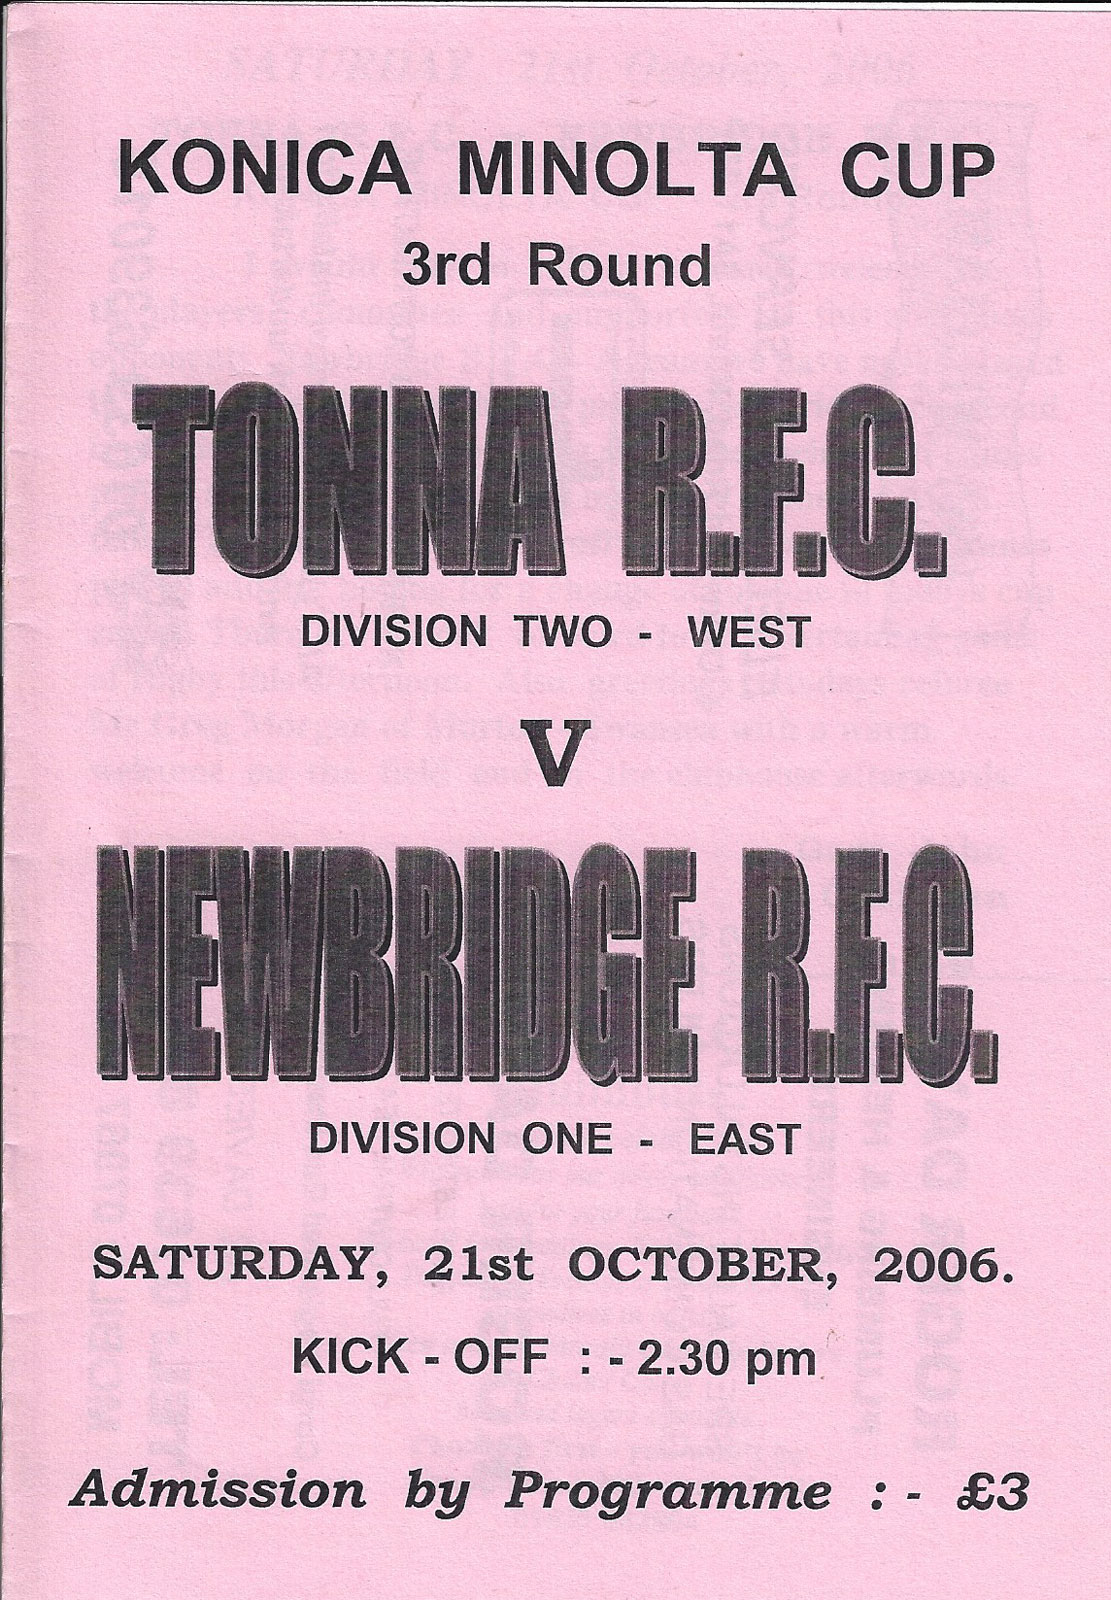 KONICA MINOLTA CUP
3rd Round
TONNA R.F.C.
DIVISION TWO - WEST
V
NEWBRIDGE R.F.C.
DIVISION ONE - EAST
SATURDAY, 21st OCTOBER, 2006.
KICK - OFF : - 2.30 pm
Admission by Programme : - £3